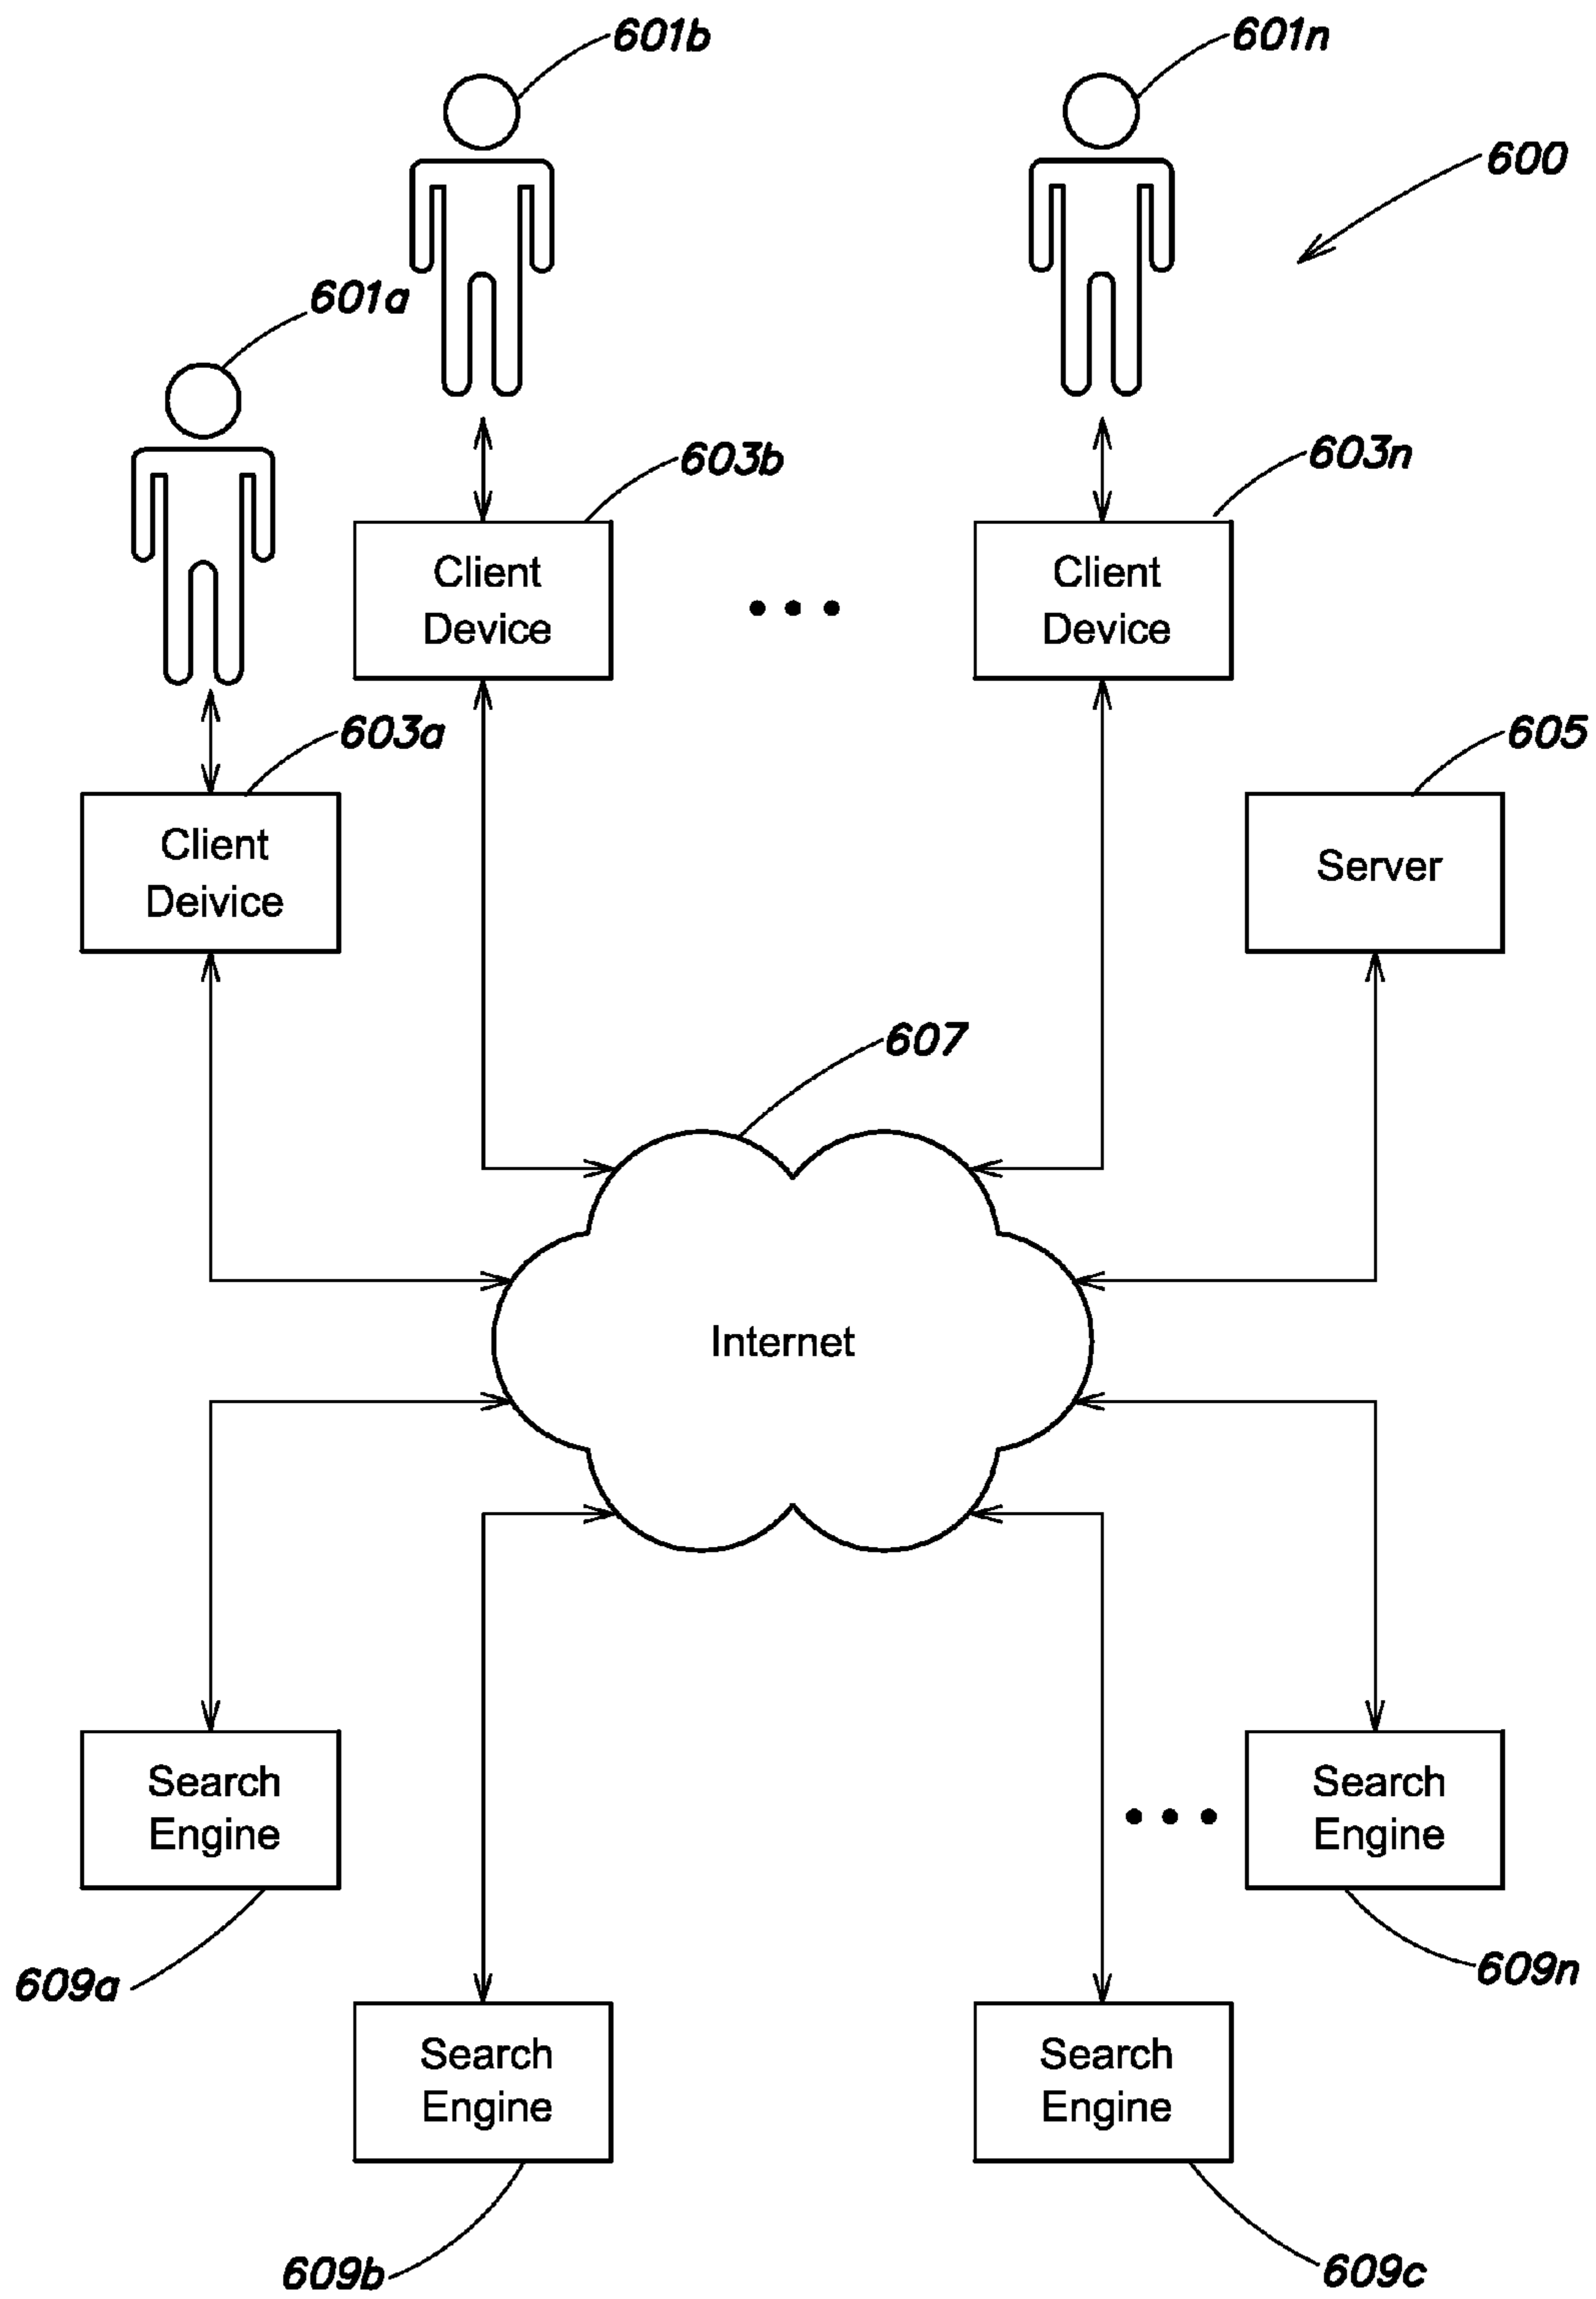 601b
601n
600
601a
603b
603n
Client
Device
Client
Device
603a
605
Client
Deivice
Server
607
Internet
Search
Engine
Search
Engine
609a
609n
Search
Engine
Search
Engine
609b
609c